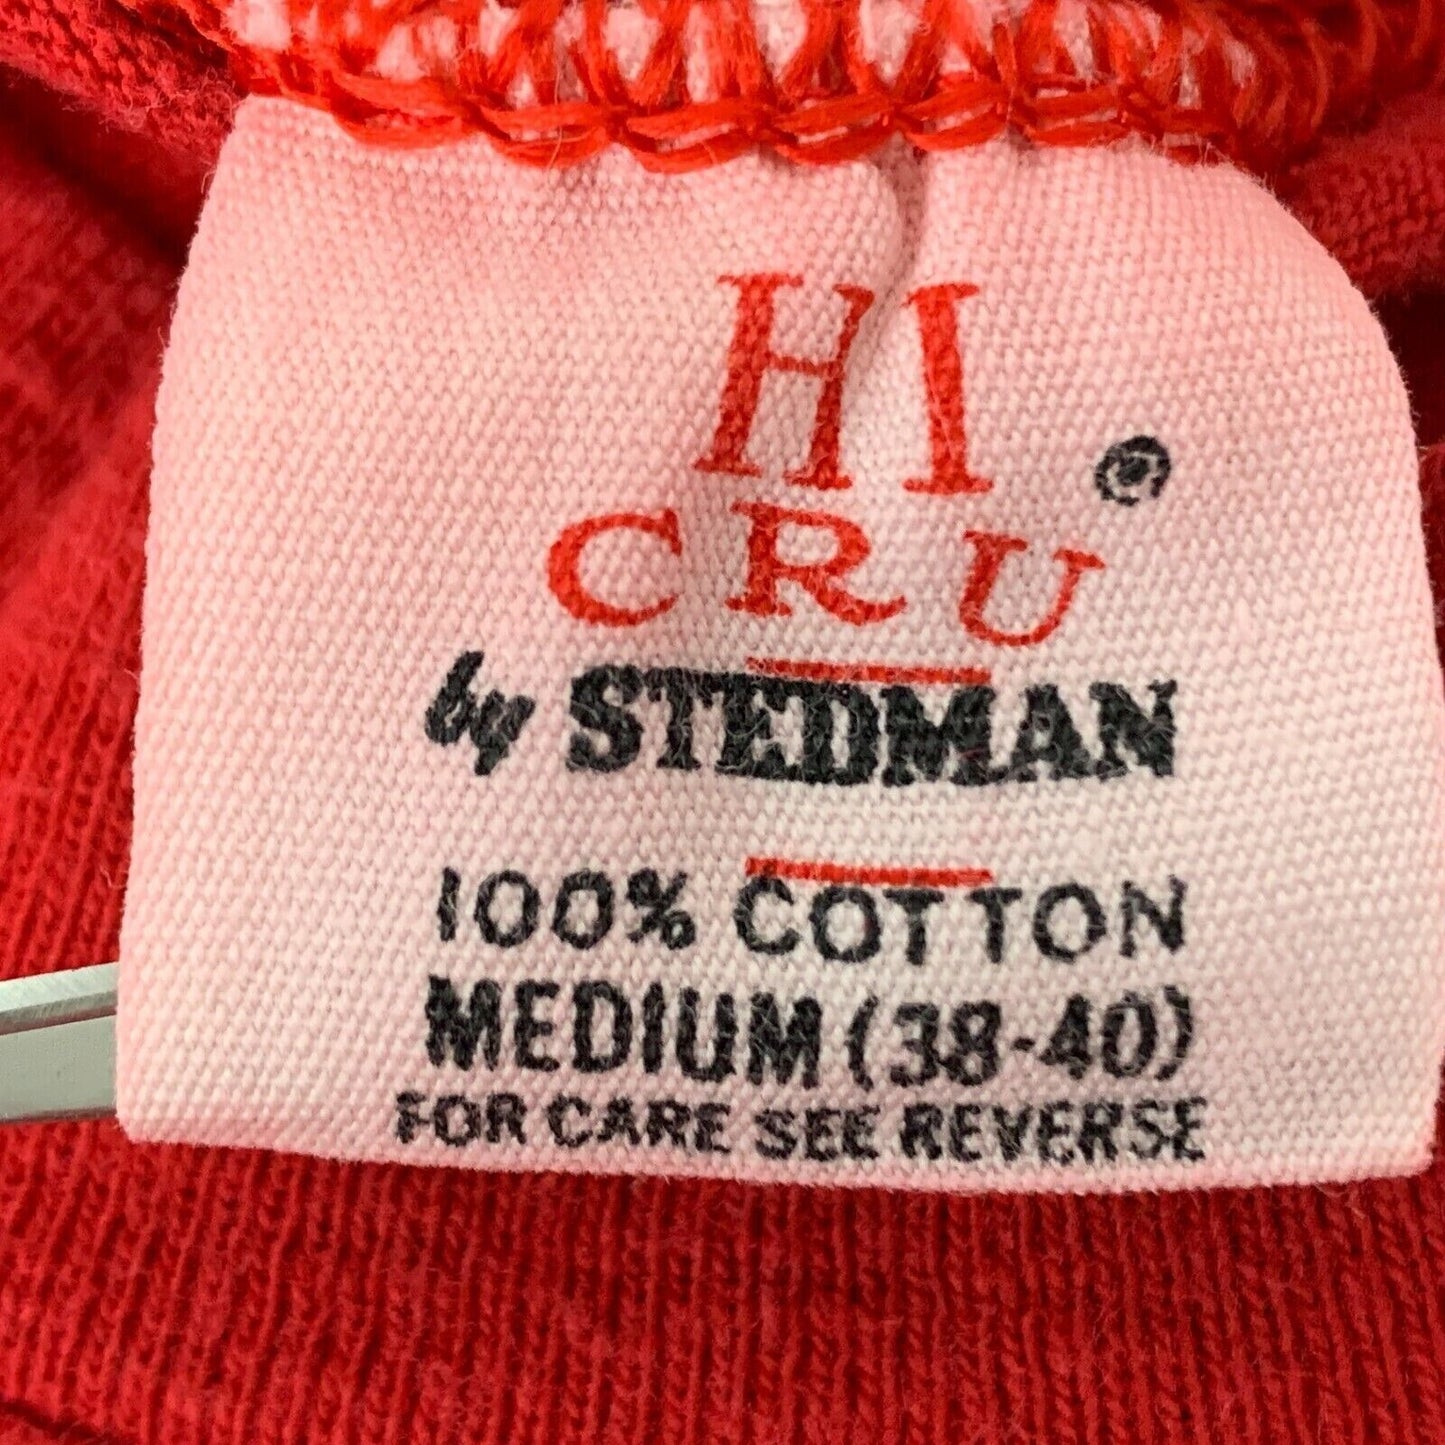 HI
CRU ®
by STEDMAN
100% COTTON
MEDIUM (38-40)
FOR CARE SEE REVERSE